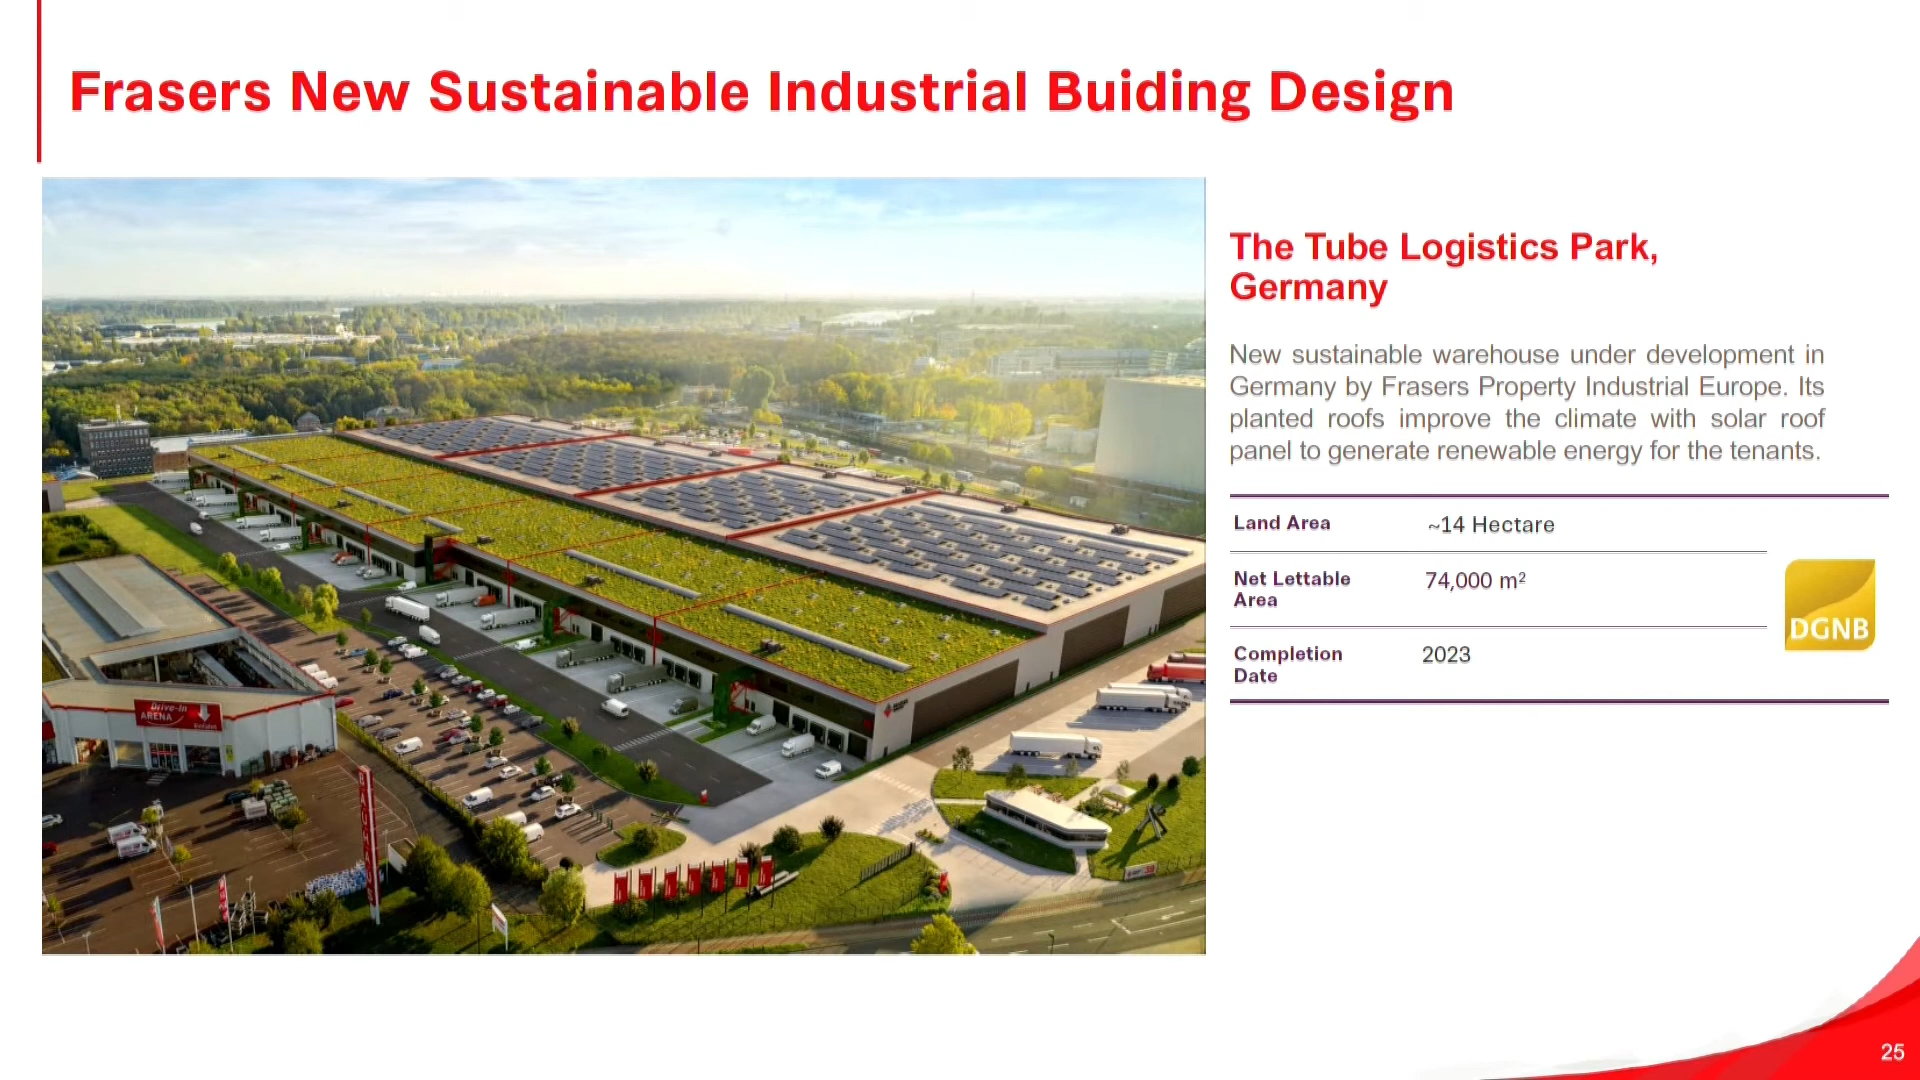 Frasers New Sustainable Industrial Buiding Design
The Tube Logistics Park,
Germany
New sustainable warehouse under development in
Germany by Frasers Property Industrial Europe. Its
planted roofs improve the climate with solar roof
panel to generate renewable energy for the tenants.
Land Area ~14 Hectare
Net Lettable
Area
74,000 m²
Completion
Date
2023
DGNB
Drive-In
ARENA
25